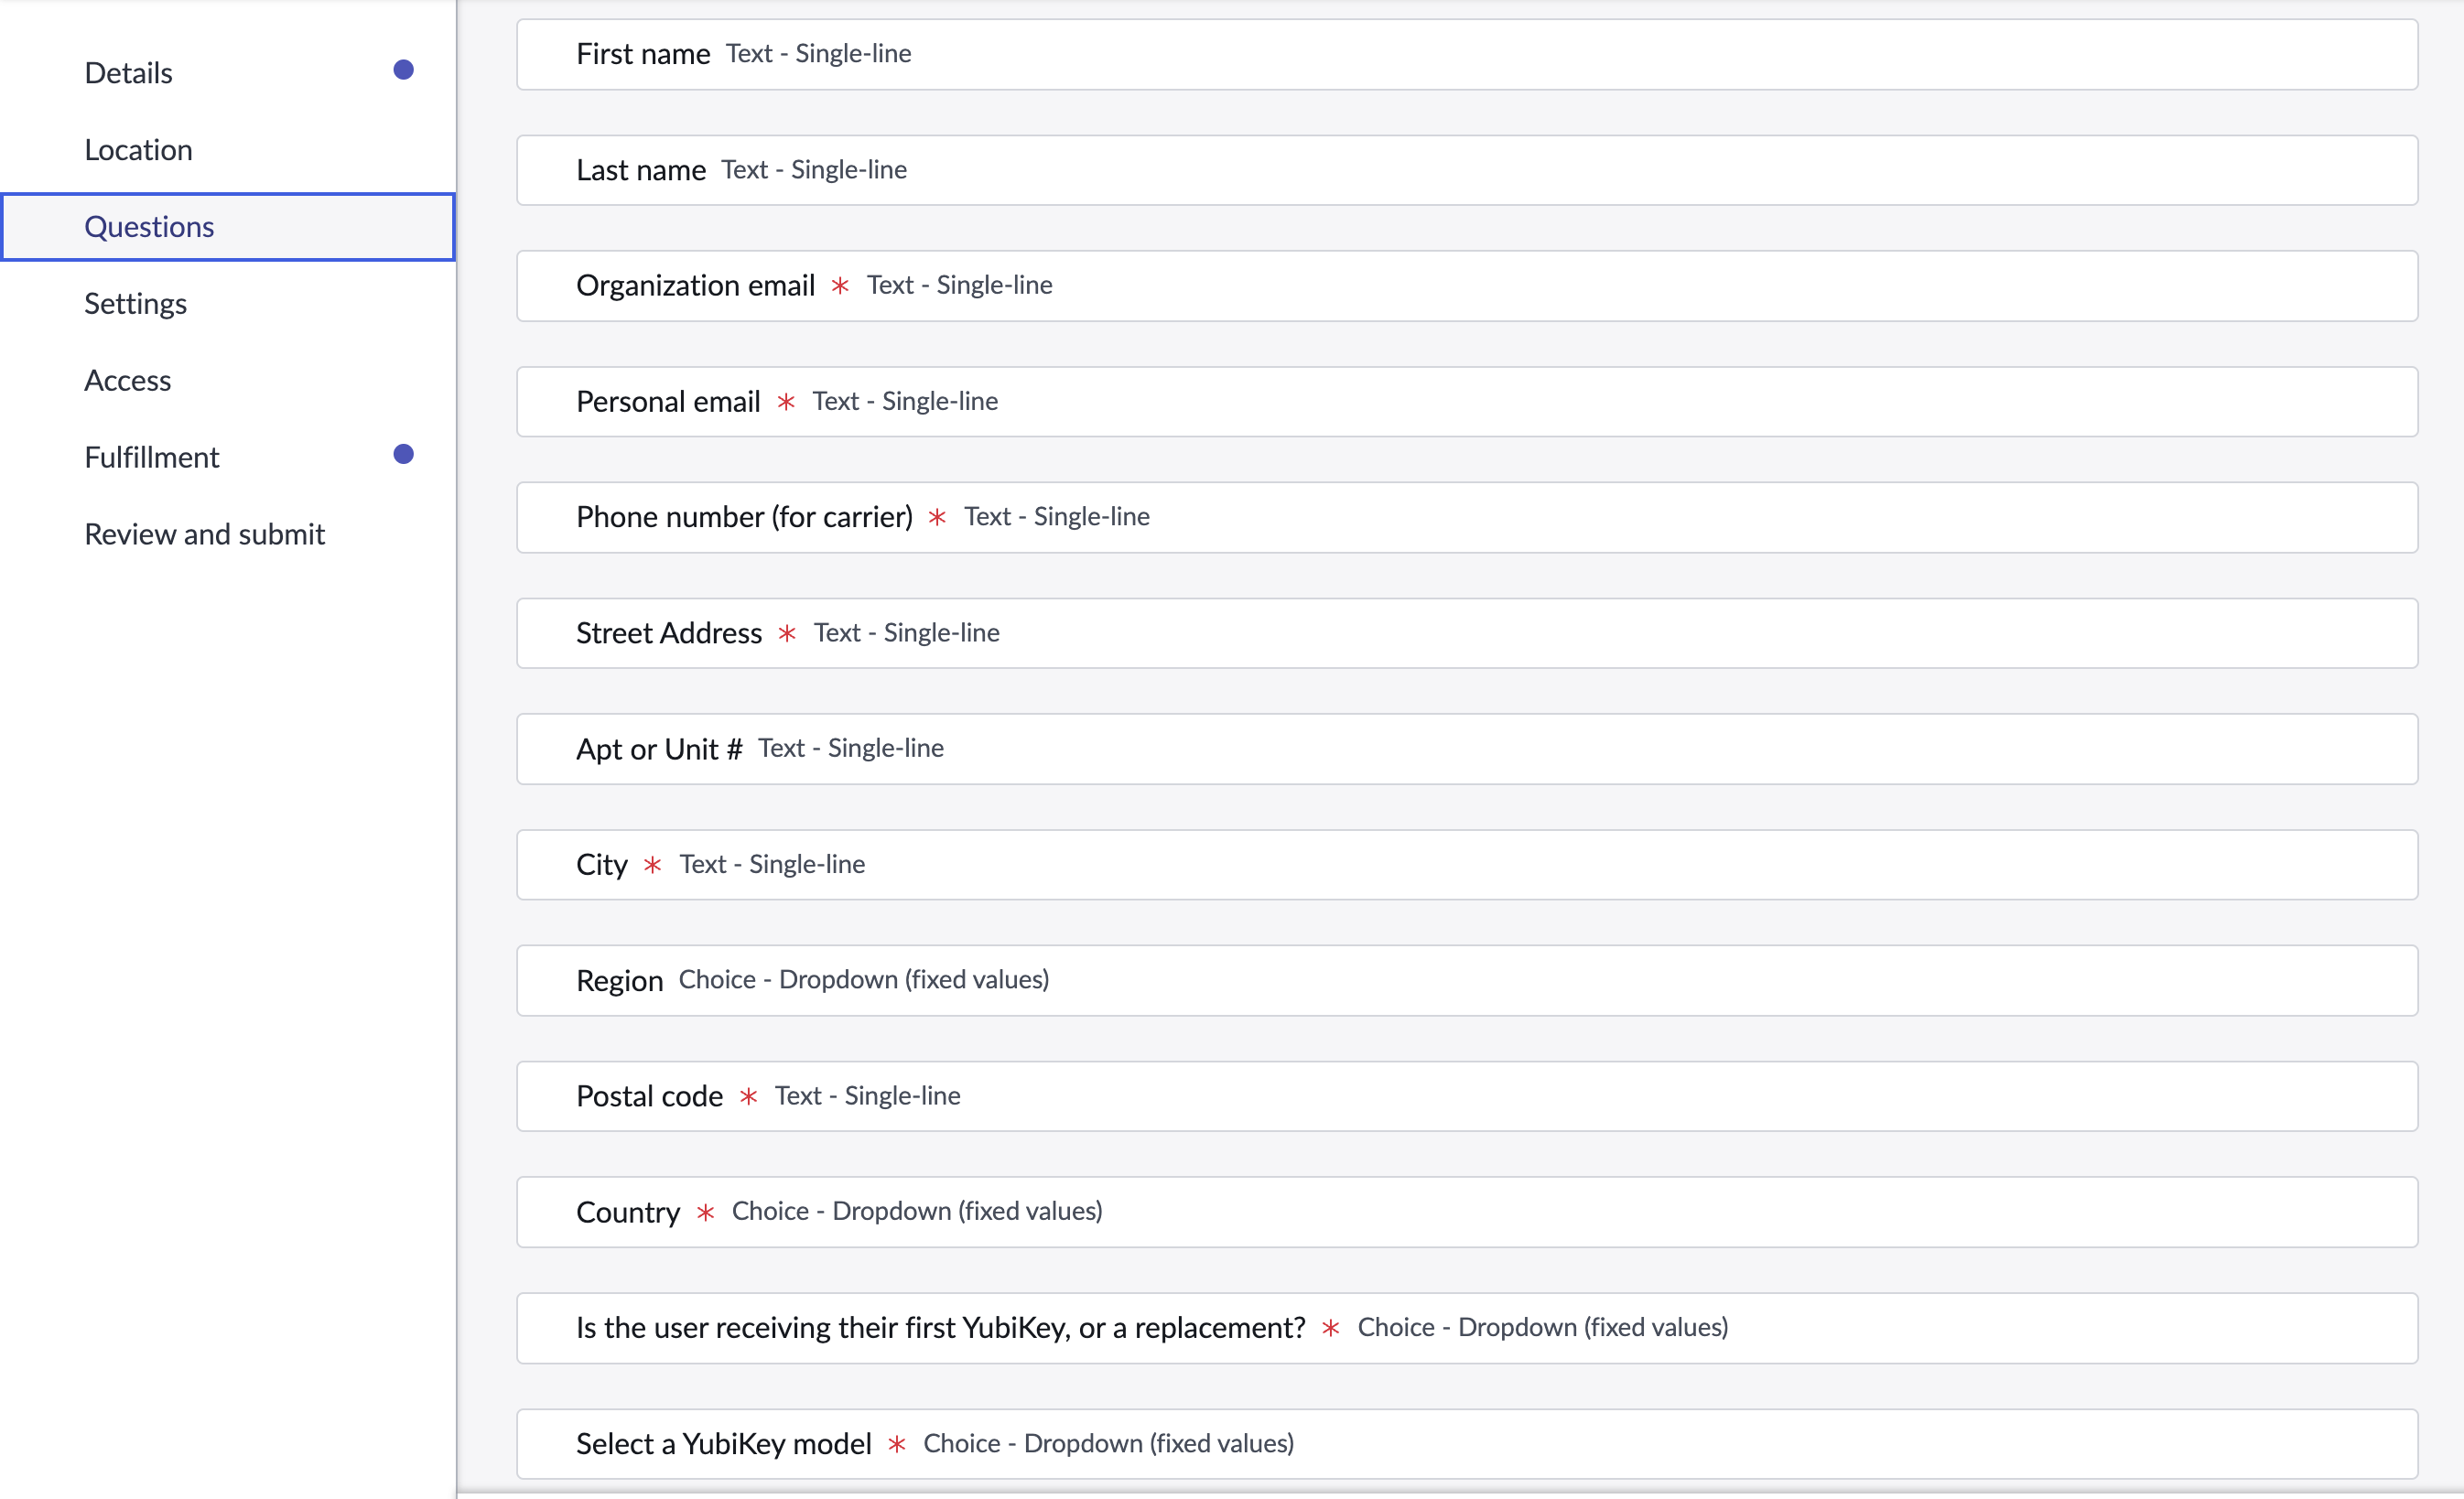 Details
Location
Questions
Settings
Access
Fulfillment
Review and submit
First name Text - Single-line
Last name Text - Single-line
Organization email * Text - Single-line
Personal email * Text - Single-line
Phone number (for carrier) * Text - Single-line
Street Address * Text - Single-line
Apt or Unit # Text - Single-line
City * Text - Single-line
Region Choice - Dropdown (fixed values)
Postal code * Text - Single-line
Country * Choice - Dropdown (fixed values)
Is the user receiving their first YubiKey, or a replacement? * Choice - Dropdown (fixed values)
Select a YubiKey model * Choice - Dropdown (fixed values)